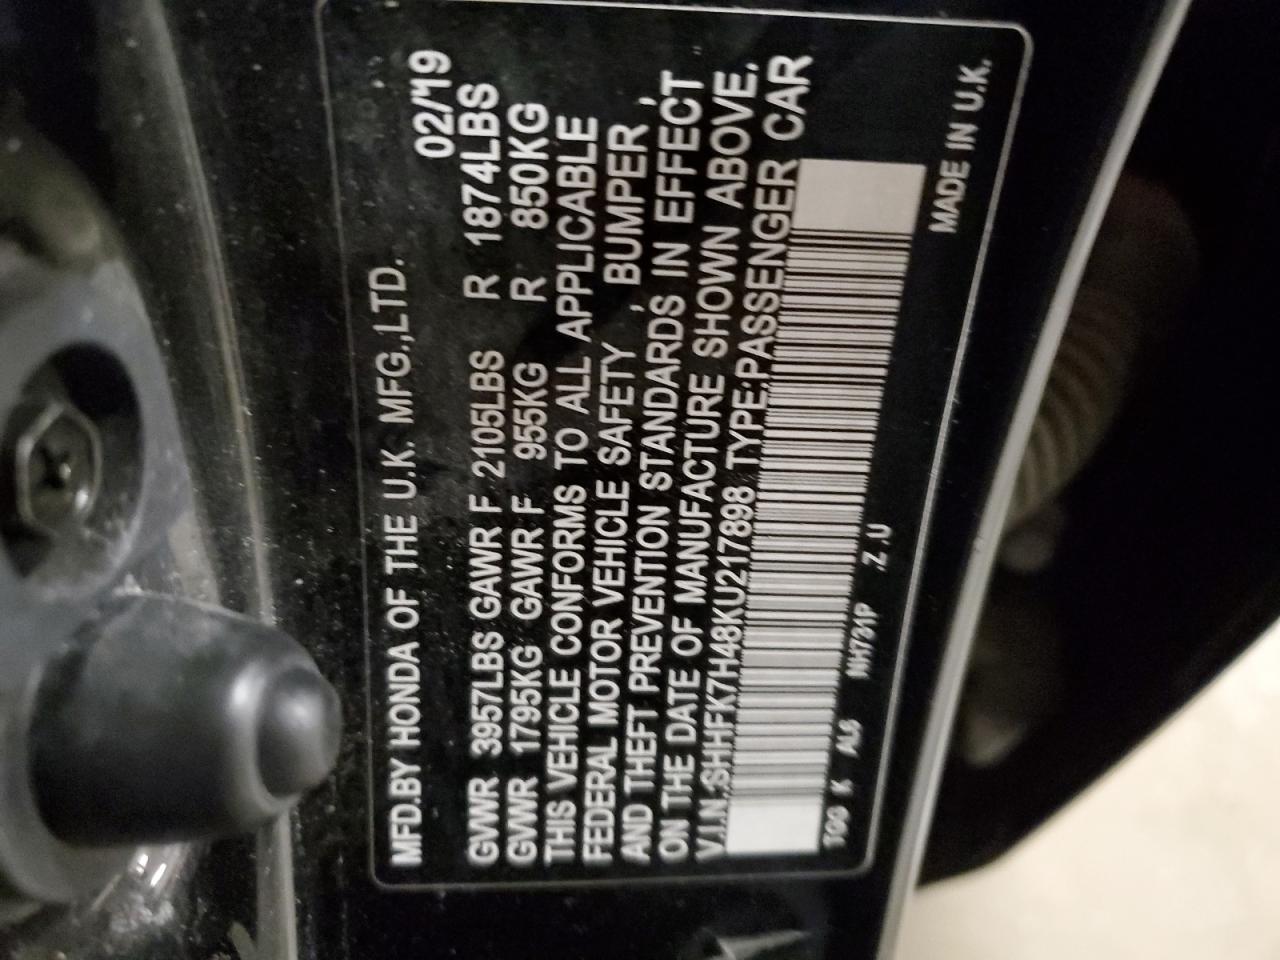 MFD.BY HONDA OF THE U.K. MFG.,LTD.
02/'19
GVWR 3957LBS GAWR F 2105LBS R 1874LBS
GVWR 1795KG GAWR F 955KG R 850KG
THIS VEHICLE CONFORMS TO ALL APPLICABLE
FEDERAL MOTOR VEHICLE SAFETY , BUMPER ,
AND THEFT PREVENTION STANDARDS IN EFFECT
ON THE DATE OF MANUFACTURE SHOWN ABOVE.
V.I.N.:SHHFK7H48KU217898 TYPE:PASSENGER CAR
TGG K AL6 NH731P .Z .U
MADE IN U.K.